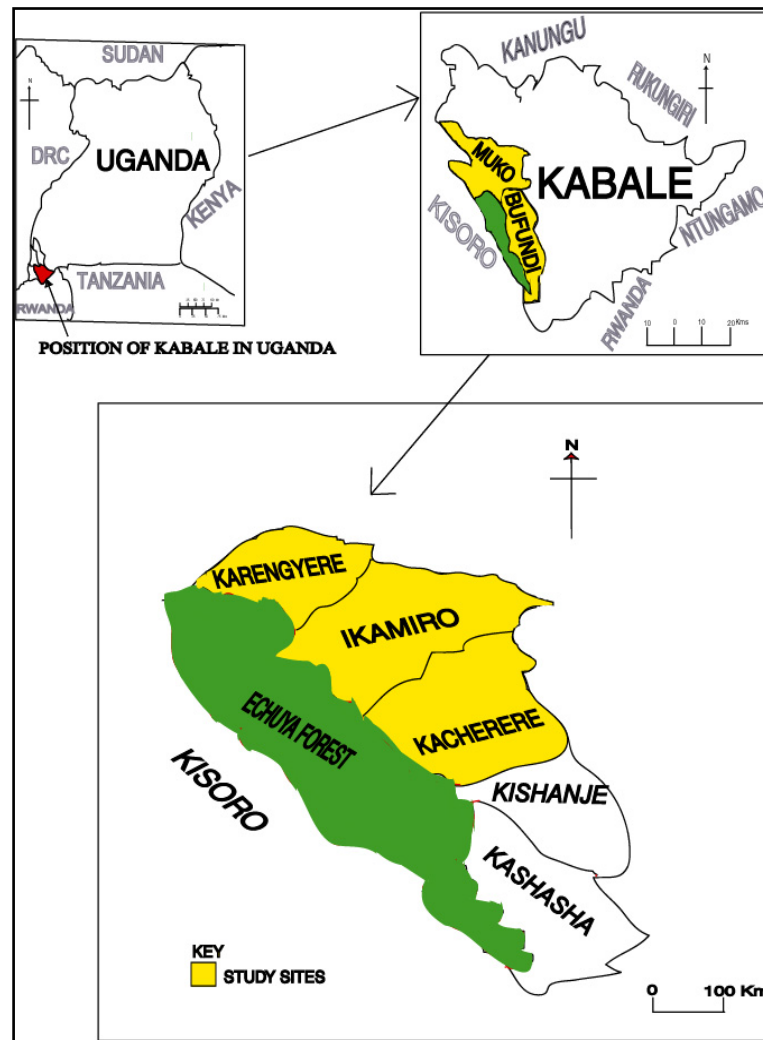 SUDAN
N
DRC
UGANDA
KENYA
TANZANIA
RWANDA
POSITION OF KABALE IN UGANDA
KANUNGU
N
RUKUNGIRI
MUKO
KABALE
BUFUNDI
KISORO
NTUNGAMO
RWANDA
10 0 10 20 Kms
N
KARENGYERE
IKAMIRO
ECHUYA FOREST
KACHERERE
KISORO
KISHANJE
KASHASHA
KEY
STUDY SITES
0 100 Km